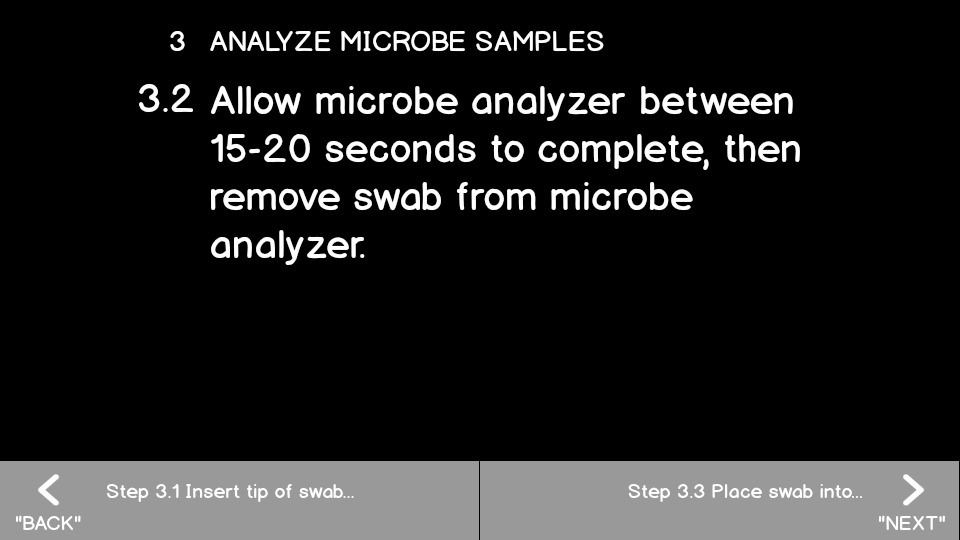 3 ANALYZE MICROBE SAMPLES
3.2 Allow microbe analyzer between
15-20 seconds to complete, then
remove swab from microbe
analyzer.
Step 3.1 Insert tip of swab...
Step 3.3 Place swab into...
"BACK"
"NEXT"